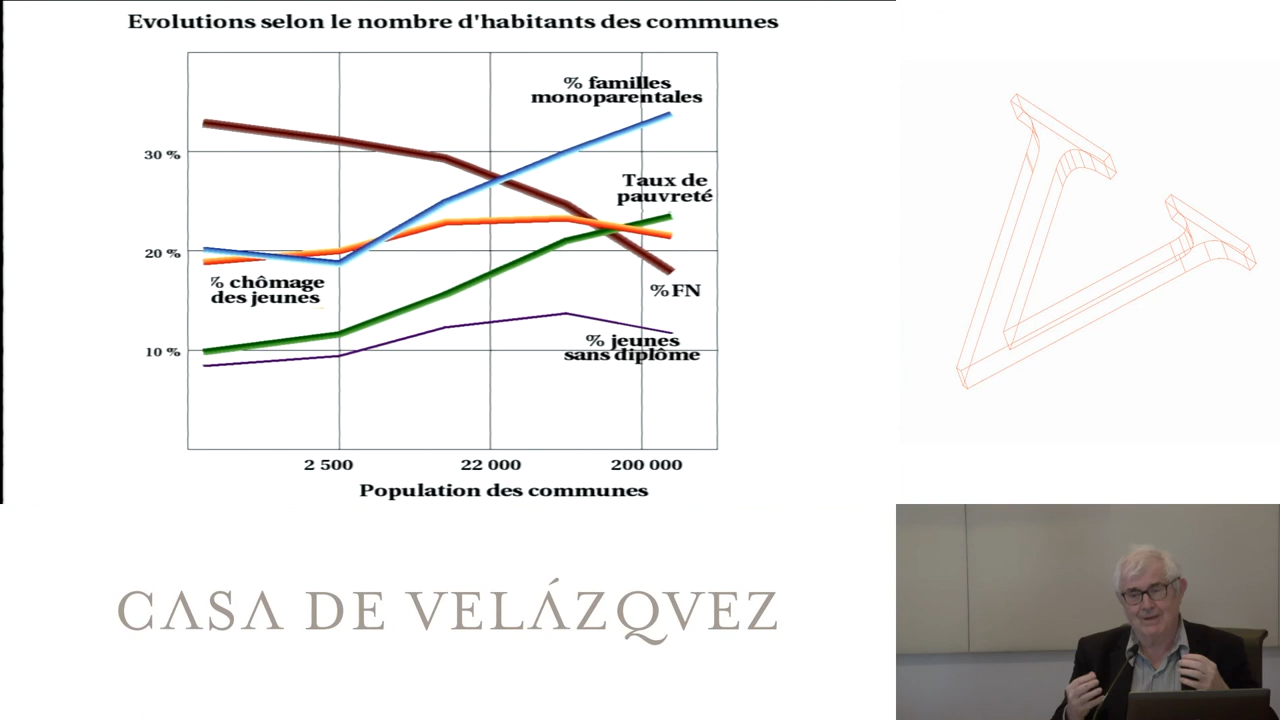 Evolutions selon le nombre d'habitants des communes
% familles
monoparentales
30 %
Taux de
pauvreté
20 %
% chômage
des jeunes
%FN
10 %
% jeunes
sans diplôme
2 500
22 000
200 000
Population des communes
CASA DE VELÁZQVEZ